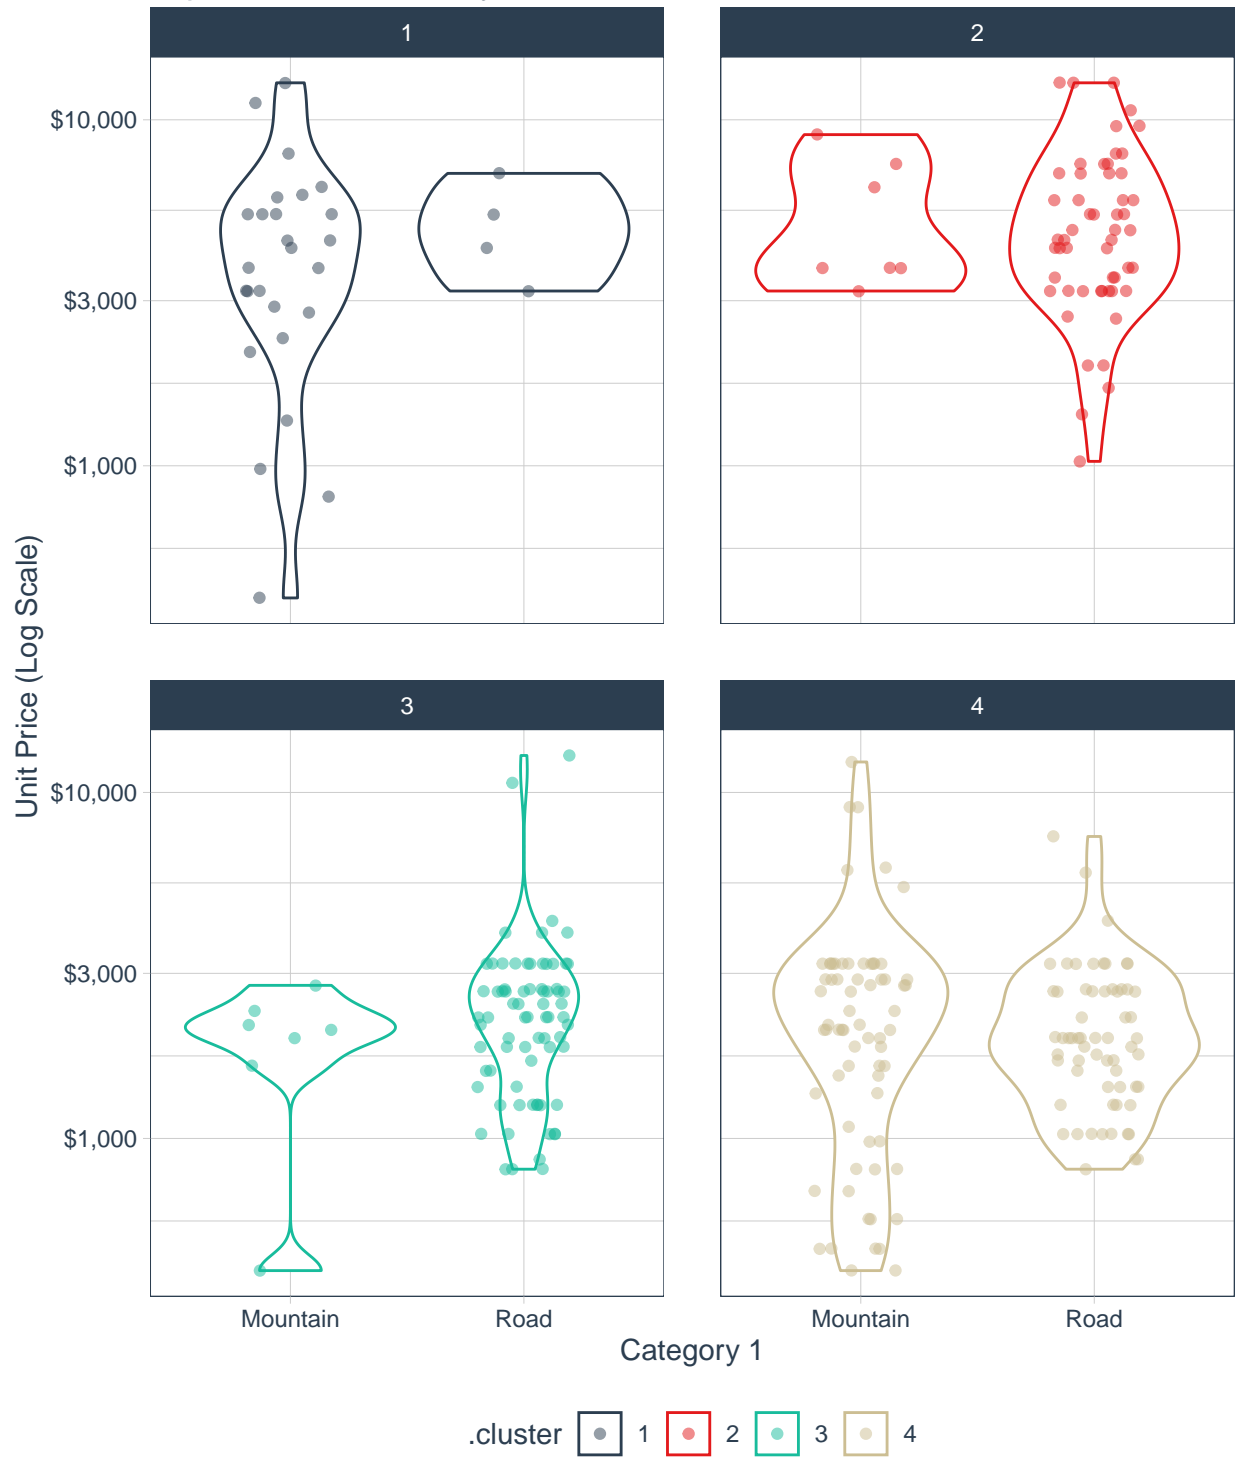 1
2
$10,000
$3,000
$1,000
Unit Price (Log Scale)
3
4
$10,000
$3,000
$1,000
Mountain
Road
Mountain
Road
Category 1
.cluster 1 2 3 4